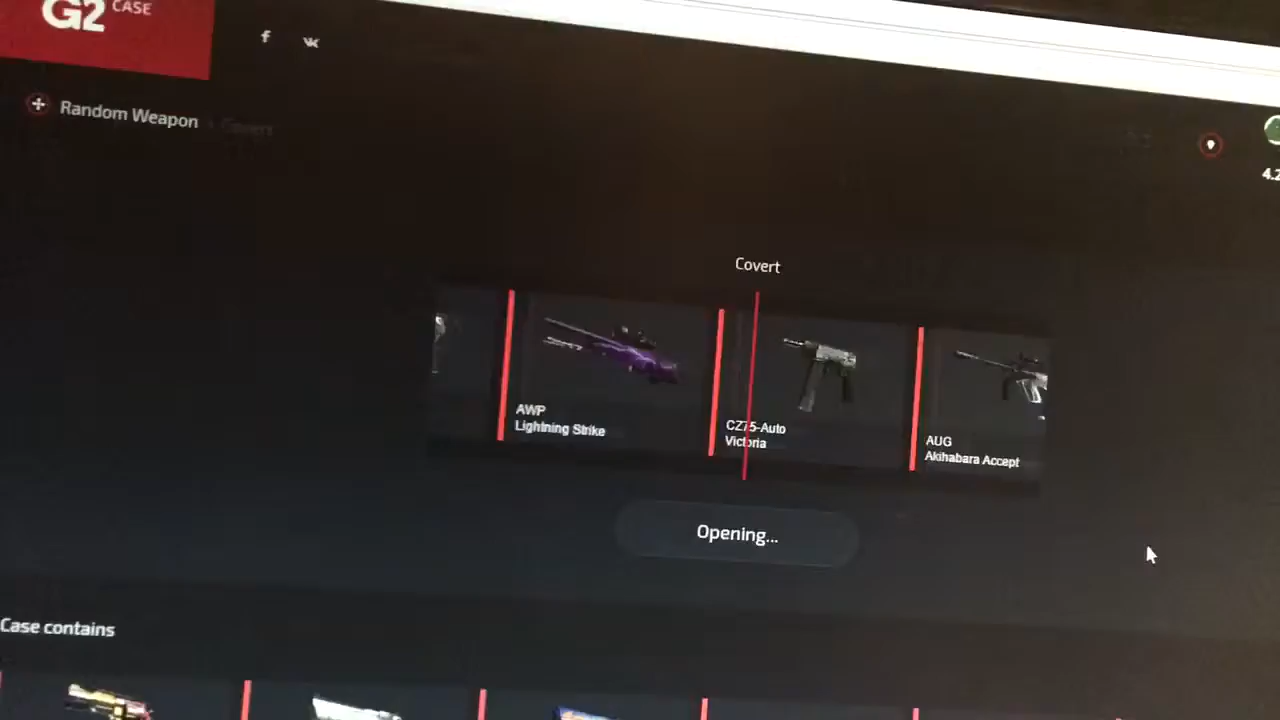 G2 CASE
Random Weapon
Covert
AWP
Lightning Strike
CZ75-Auto
Victoria
AUG
Akihabara Accept
Opening...
Case contains